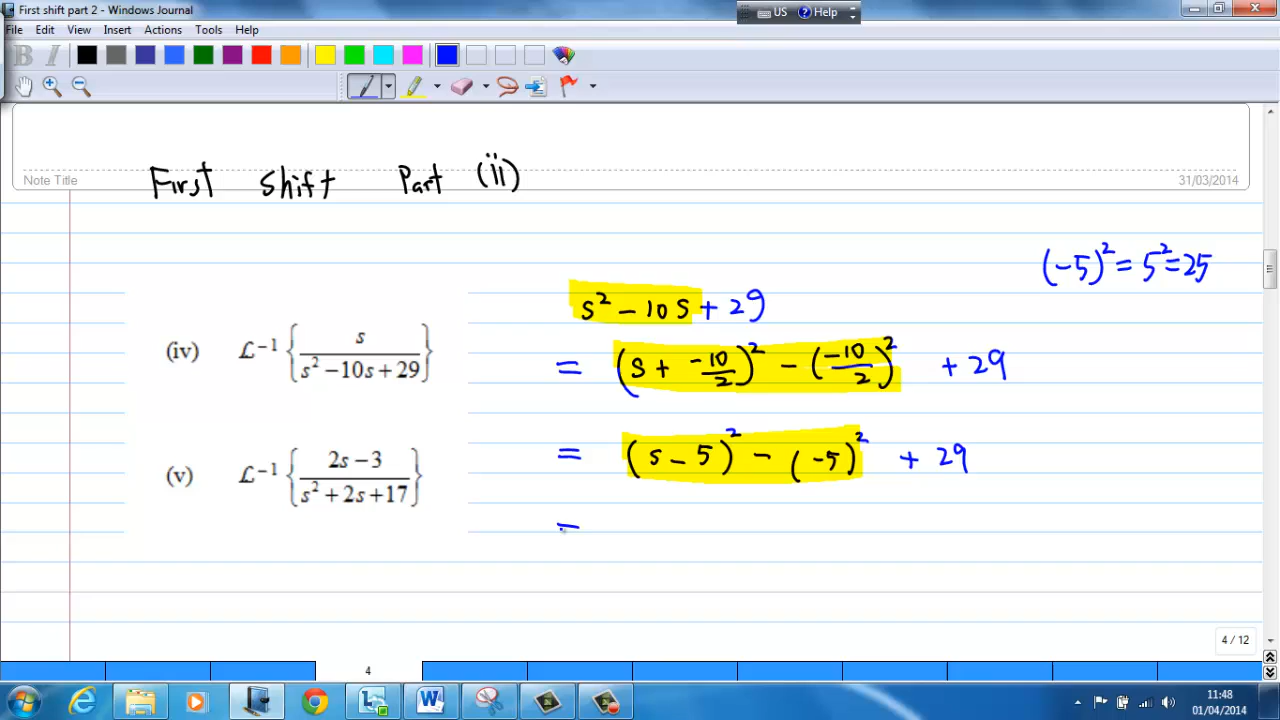 First shift part 2 - Windows Journal
US Help
File Edit View Insert Actions Tools Help
B I
First shift Part (ii)
Note Title
31/03/2014
(-5)² = 5² = 25
s² - 10s + 29
(iv) ℒ⁻¹ { s / (s² - 10s + 29) }
= (s + -10/2)² - (-10/2)² + 29
= (s - 5)² - (-5)² + 29
(v) ℒ⁻¹ { (2s - 3) / (s² + 2s + 17) }
=
4 / 12
4
11:48
01/04/2014